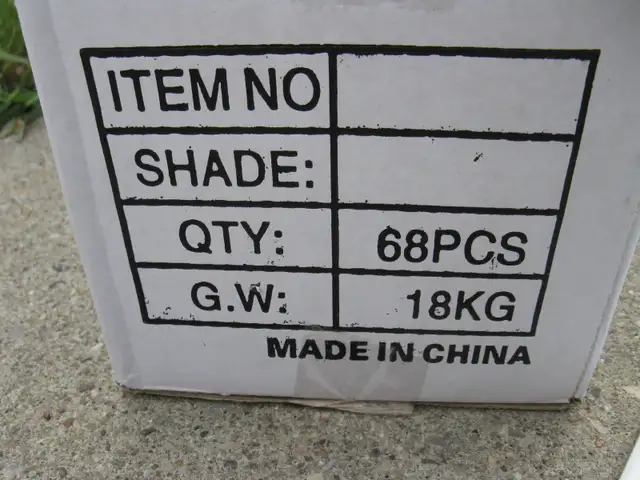 ITEM NO
SHADE:
QTY: 68PCS
G.W: 18KG
MADE IN CHINA